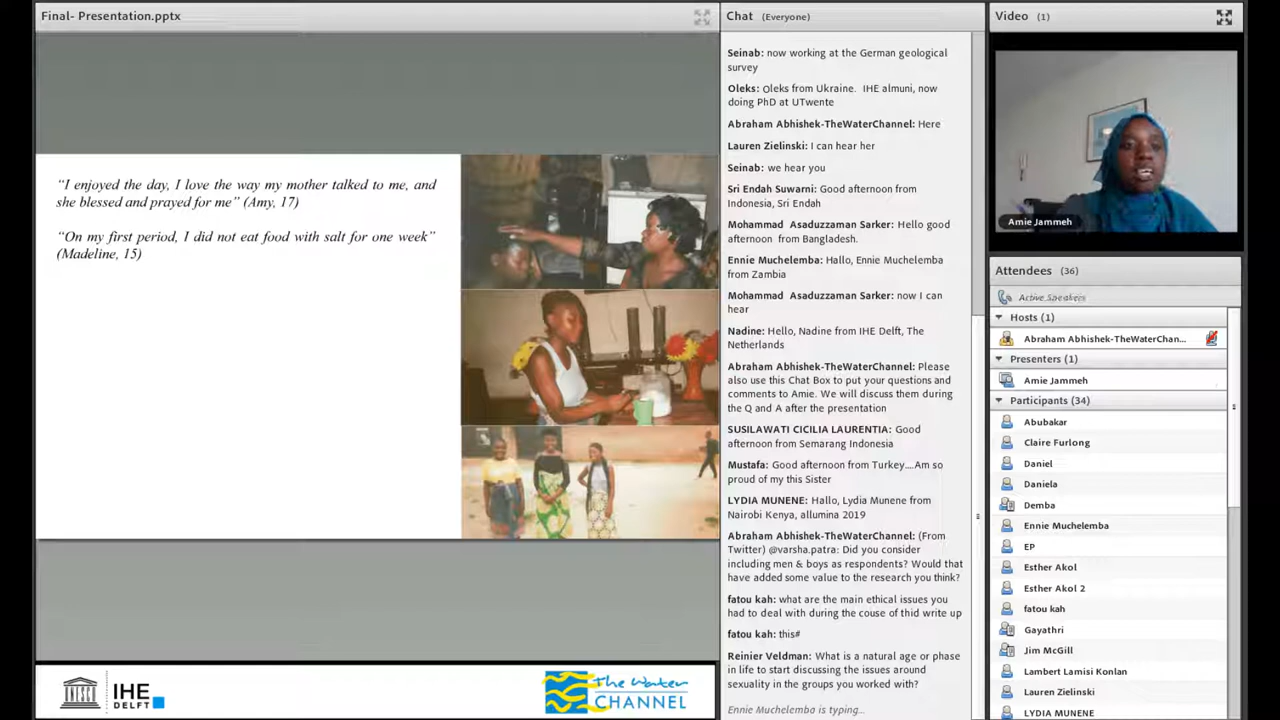 Final- Presentation.pptx
“I enjoyed the day, I love the way my mother talked to me, and
she blessed and prayed for me” (Amy, 17)
“On my first period, I did not eat food with salt for one week”
(Madeline, 15)
IHE
DELFT
The Water
CHANNEL
Chat (Everyone)
Seinab: now working at the German geological
survey
Oleks: Oleks from Ukraine. IHE almuni, now
doing PhD at UTwente
Abraham Abhishek-TheWaterChannel: Here
Lauren Zielinski: I can hear her
Seinab: we hear you
Sri Endah Suwarni: Good afternoon from
Indonesia, Sri Endah
Mohammad Asaduzzaman Sarker: Hello good
afternoon from Bangladesh.
Ennie Muchelemba: Hallo, Ennie Muchelemba
from Zambia
Mohammad Asaduzzaman Sarker: now I can
hear
Nadine: Hello, Nadine from IHE Delft, The
Netherlands
Abraham Abhishek-TheWaterChannel: Please
also use this Chat Box to put your questions and
comments to Amie. We will discuss them during
the Q and A after the presentation
SUSILAWATI CICILIA LAURENTIA: Good
afternoon from Semarang Indonesia
Mustafa: Good afternoon from Turkey....Am so
proud of my this Sister
LYDIA MUNENE: Hallo, Lydia Munene from
Nairobi Kenya, allumina 2019
Abraham Abhishek-TheWaterChannel: (From
Twitter) @varsha.patra: Did you consider
including men & boys as respondents? Would that
have added some value to the research you think?
fatou kah: what are the main ethical issues you
had to deal with during the couse of thid write up
fatou kah: this#
Reinier Veldman: What is a natural age or phase
in life to start discussing the issues around
sexuality in the groups you worked with?
Ennie Muchelemba is typing...
Video (1)
Amie Jammeh
Attendees (36)
Active Speakers
Hosts (1)
Abraham Abhishek-TheWaterChan...
Presenters (1)
Amie Jammeh
Participants (34)
Abubakar
Claire Furlong
Daniel
Daniela
Demba
Ennie Muchelemba
EP
Esther Akol
Esther Akol 2
fatou kah
Gayathri
Jim McGill
Lambert Lamisi Konlan
Lauren Zielinski
LYDIA MUNENE